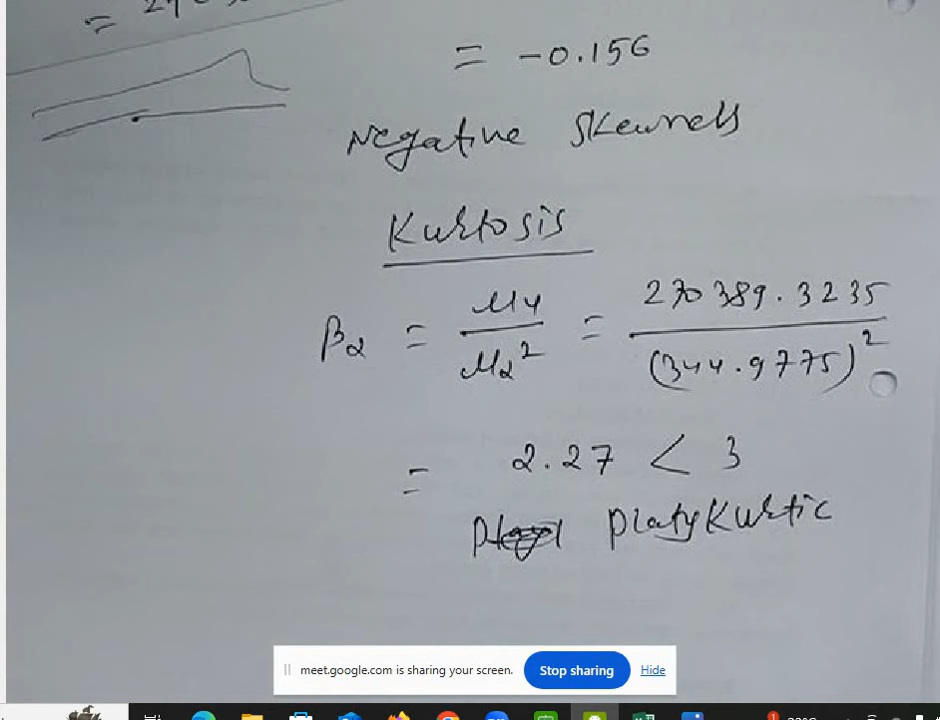 = -0.156
Negative Skewness
Kurtosis
β₂ = μ₄ / μ₂² = 270389.3235 / (344.9775)²
= 2.27 < 3
Platykurtic
meet.google.com is sharing your screen. Stop sharing Hide